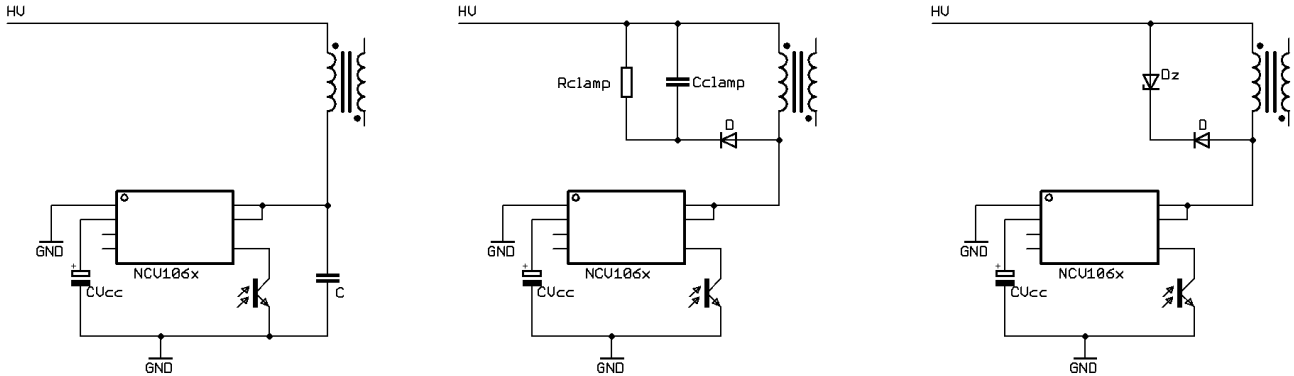 HV
GND
NCV106x
+
CVcc
C
GND
HV
Rclamp
Cclamp
D
GND
NCV106x
+
CVcc
GND
HV
Dz
D
GND
NCV106x
+
CVcc
GND